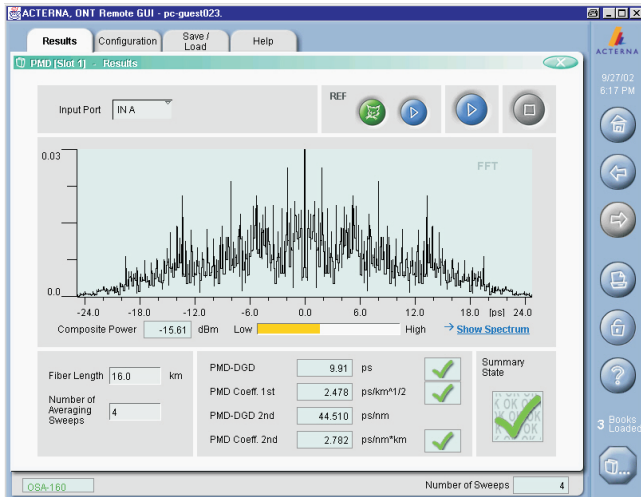 ACTERNA, ONT Remote GUI - pc-guest023.
Results
Configuration
Save / Load
Help
ACTERNA
PMD [Slot 1] - Results
9/27/02
6:17 PM
Input Port IN A
REF
0.03
FFT
0.0
-24.0 -18.0 -12.0 -6.0 0.0 6.0 12.0 18.0 [ps] 24.0
Composite Power -15.61 dBm Low High → Show Spectrum
Fiber Length 16.0 km
Number of Averaging Sweeps 4
PMD-DGD 9.91 ps
PMD Coeff. 1st 2.478 ps/km^1/2
PMD-DGD 2nd 44.510 ps/nm
PMD Coeff. 2nd 2.782 ps/nm*km
Summary State
OK OK OK
3 Books Loaded
OSA-160
Number of Sweeps 4